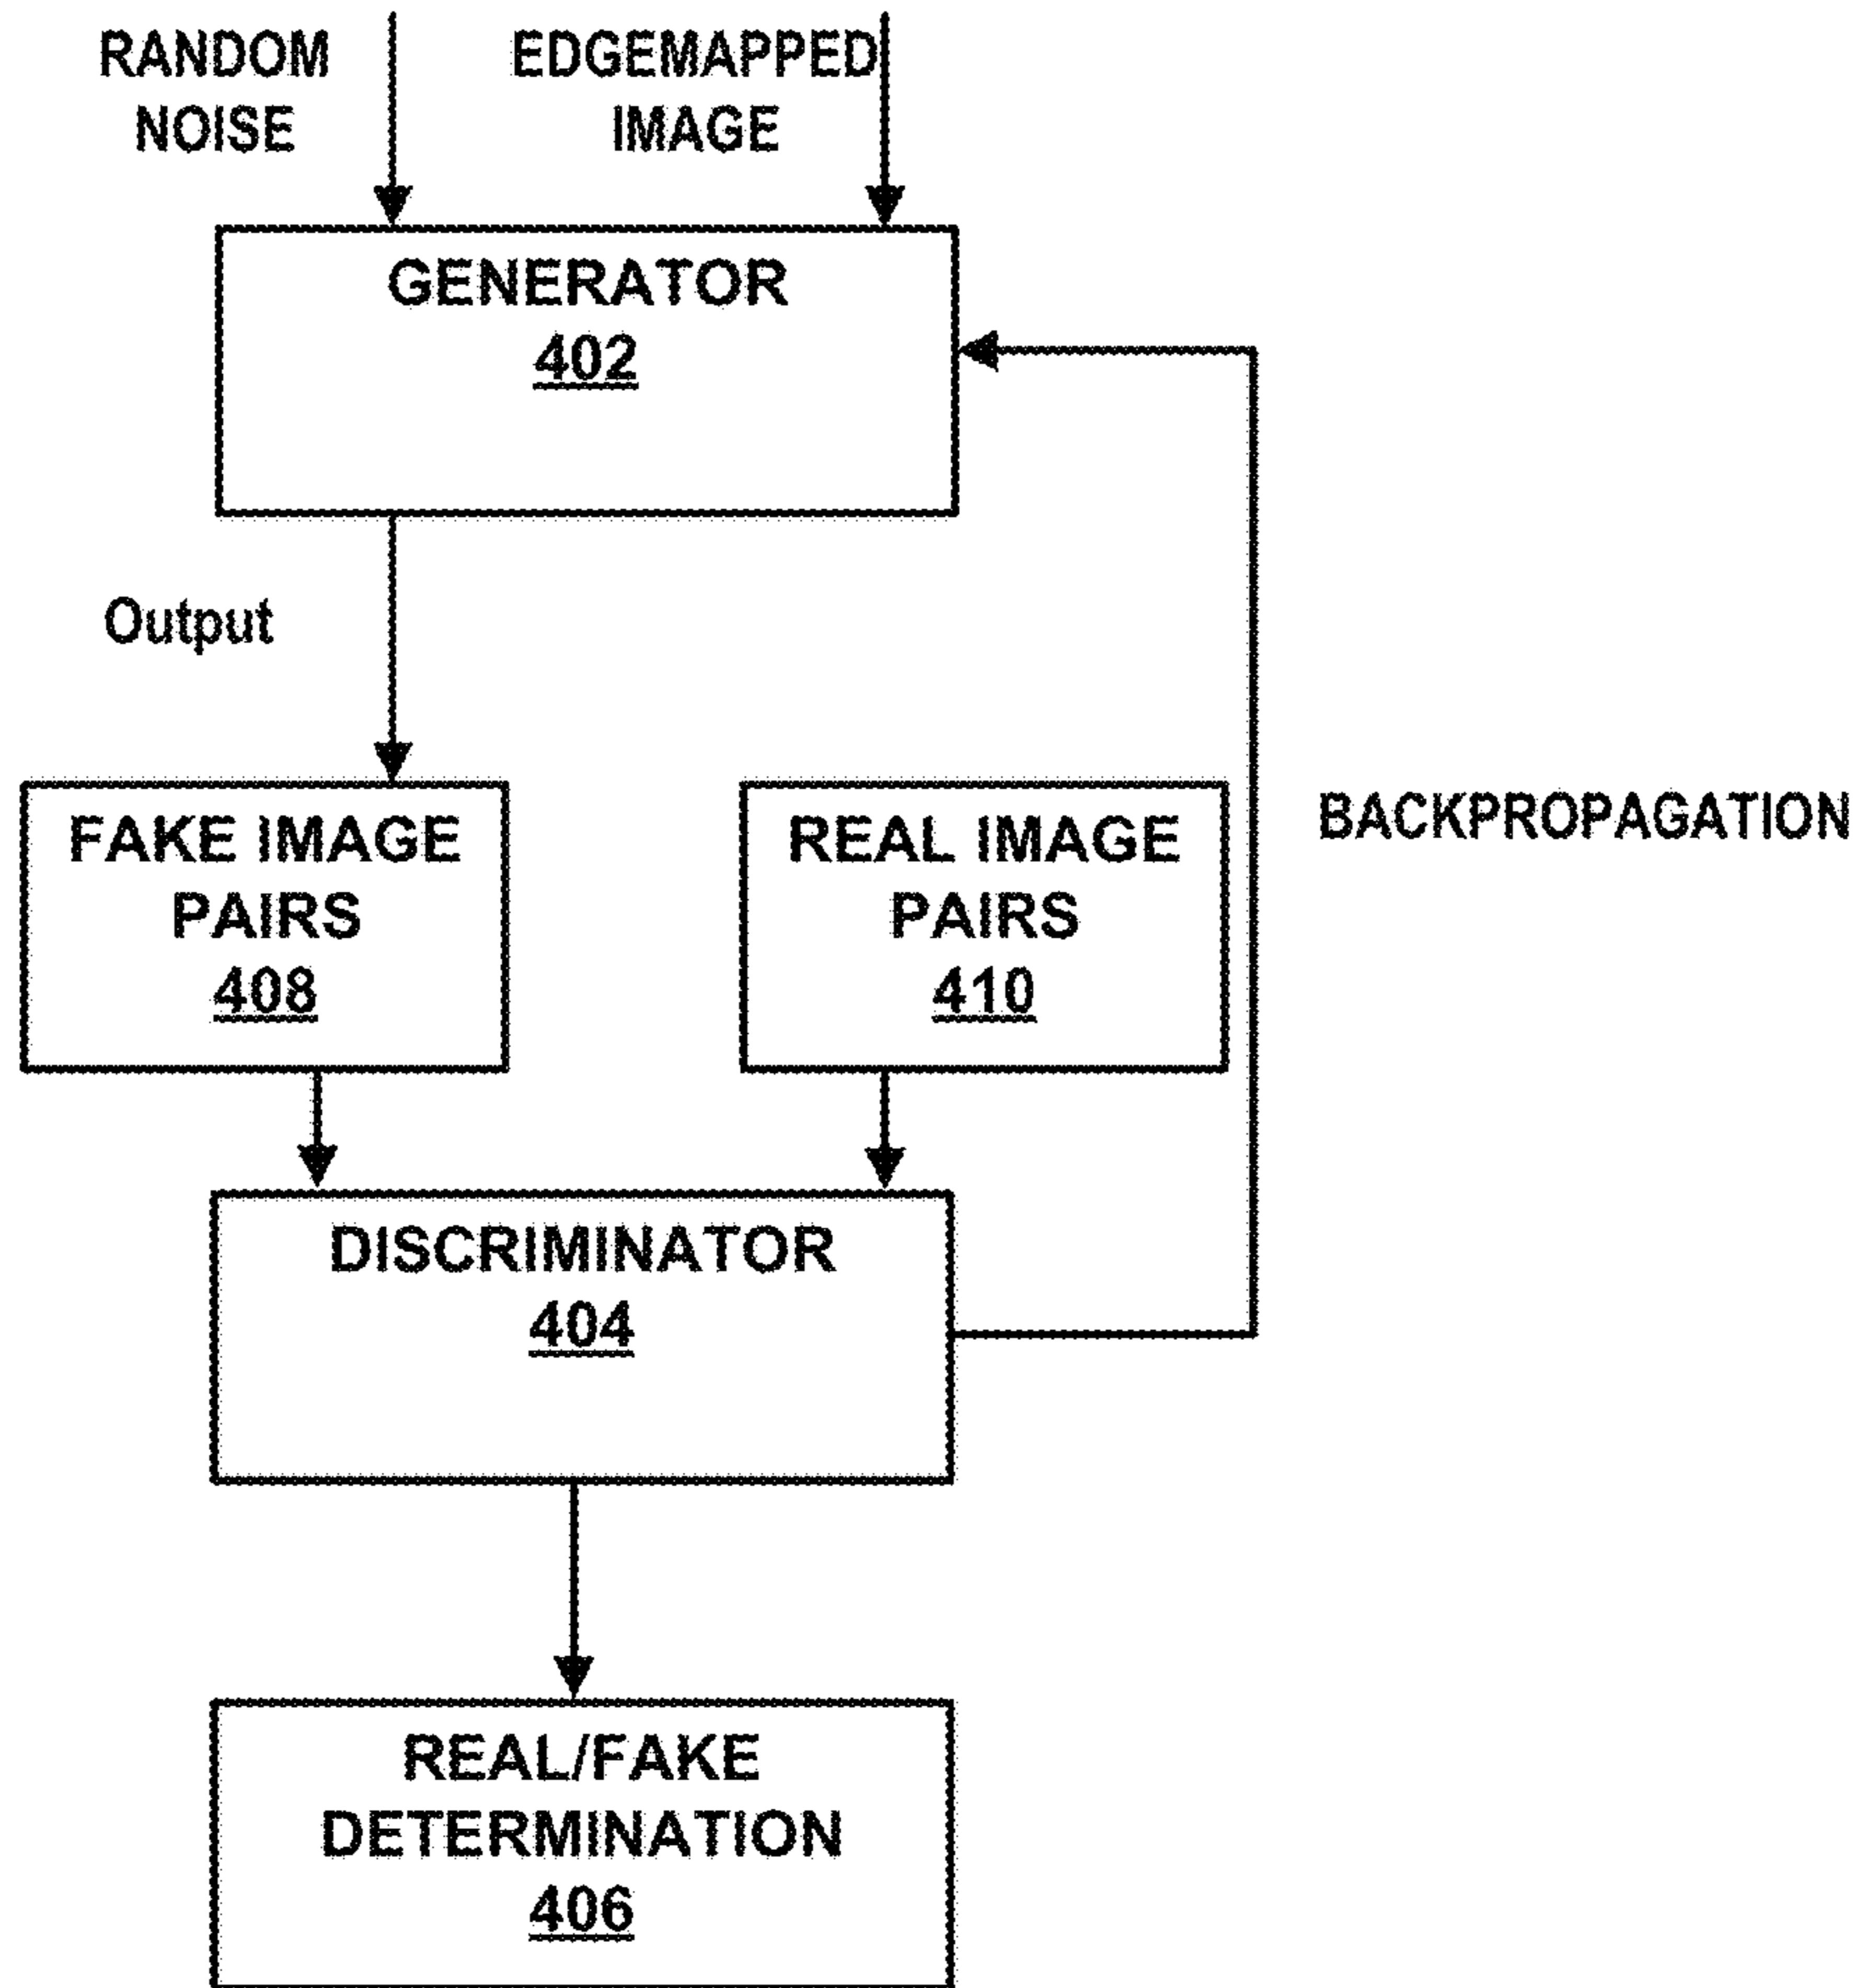 RANDOM
NOISE
EDGEMAPPED
IMAGE
GENERATOR
402
Output
FAKE IMAGE
PAIRS
408
REAL IMAGE
PAIRS
410
BACKPROPAGATION
DISCRIMINATOR
404
REAL/FAKE
DETERMINATION
406